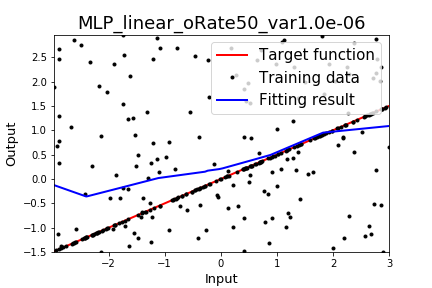 MLP_linear_oRate50_var1.0e-06
Target function
Training data
Fitting result
Output
2.5
2.0
1.5
1.0
0.5
0.0
−0.5
−1.0
−1.5
−2
−1
0
1
2
3
Input